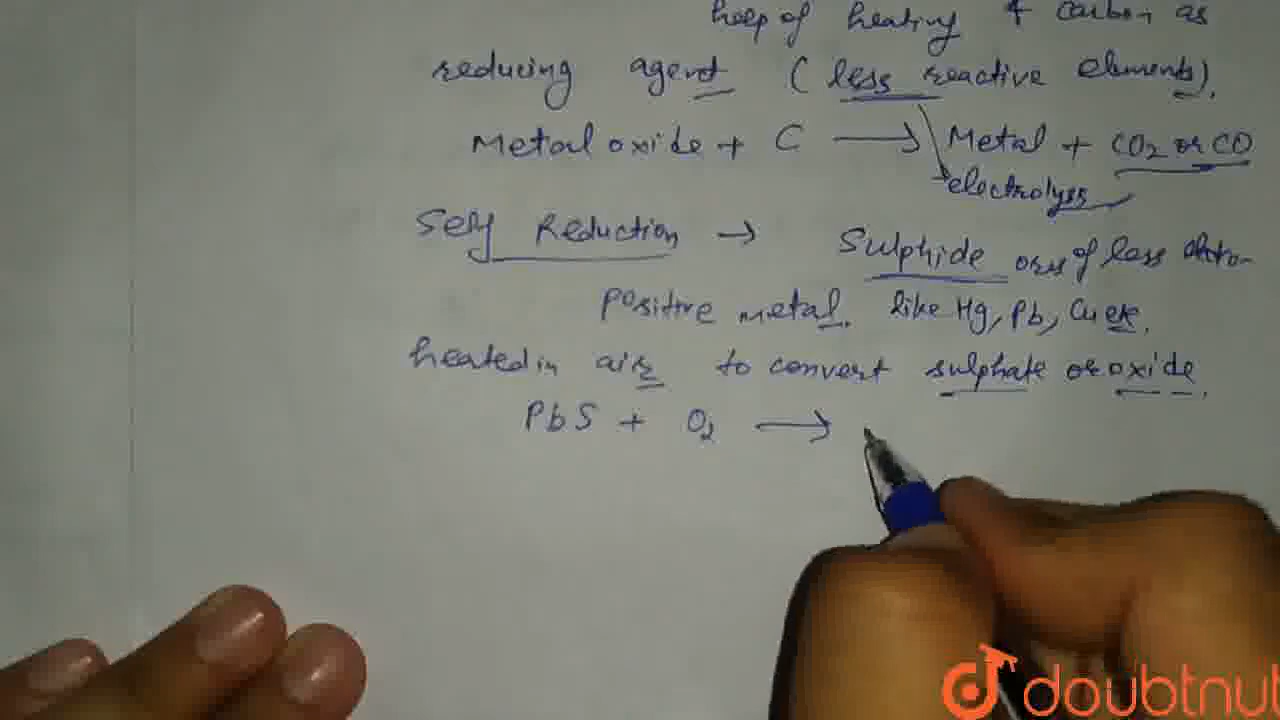 help of heating & carbon as
reducing agent (less reactive elements).
Metal oxide + C ⟶ Metal + CO2 or CO
electrolysis
Self Reduction → Sulphide ores of less electro-
positive metal. like Hg, Pb, Cu etc.
heated in air to convert sulphate or oxide.
PbS + O2 ⟶
doubtnut